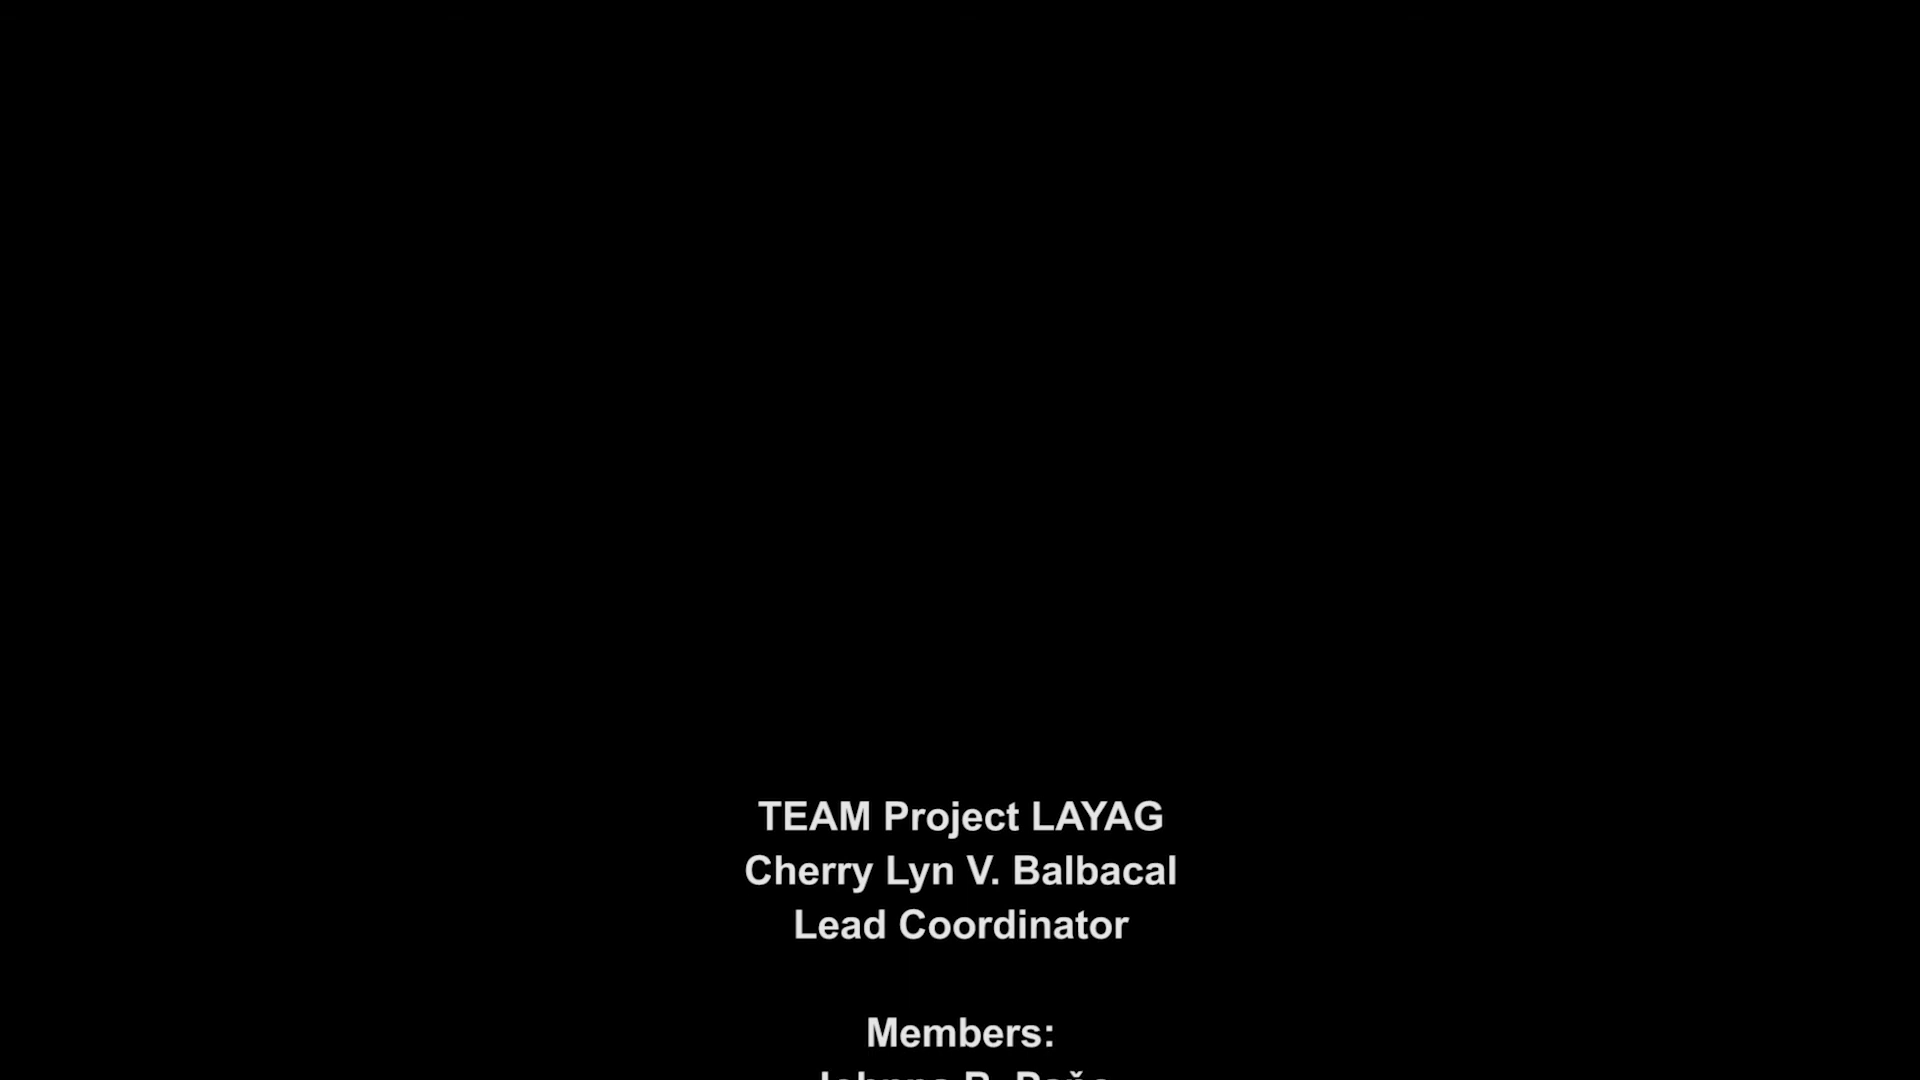 TEAM Project LAYAG
Cherry Lyn V. Balbacal
Lead Coordinator
Members: